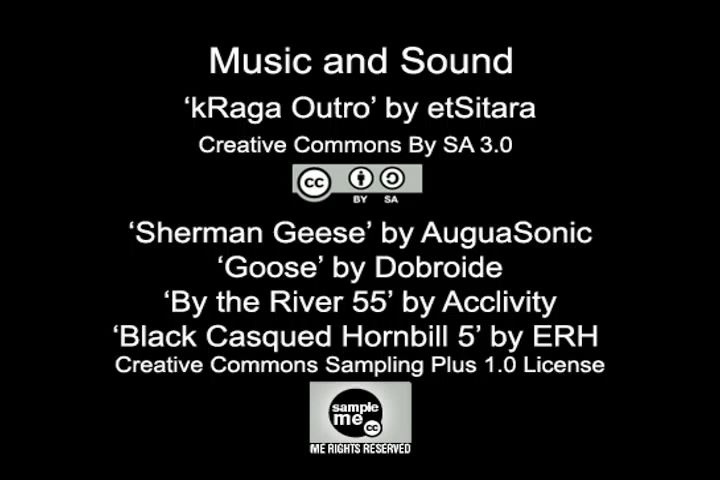 Music and Sound
‘kRaga Outro’ by etSitara
Creative Commons By SA 3.0
cc
BY SA
‘Sherman Geese’ by AuguaSonic
‘Goose’ by Dobroide
‘By the River 55’ by Acclivity
‘Black Casqued Hornbill 5’ by ERH
Creative Commons Sampling Plus 1.0 License
sample
me
cc
ME RIGHTS RESERVED